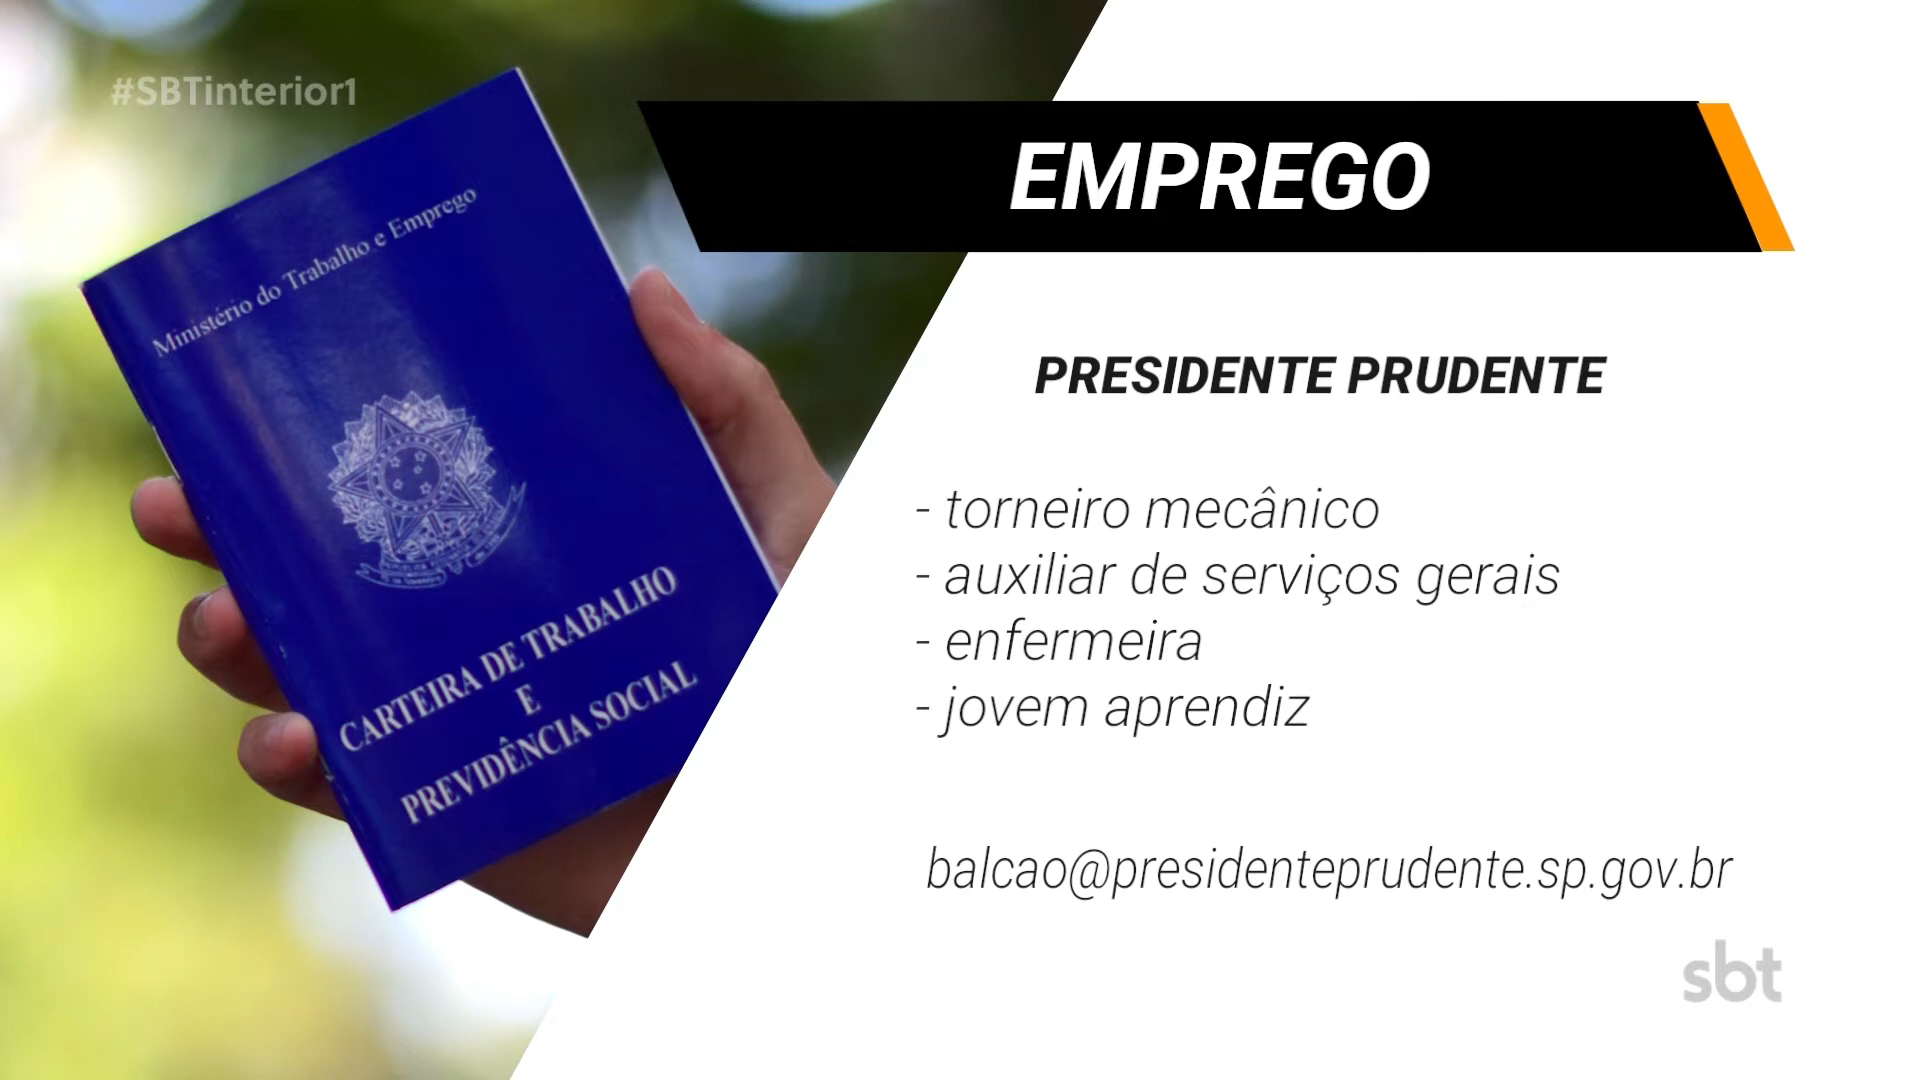 #SBTinterior1
EMPREGO
Ministério do Trabalho e Emprego
CARTEIRA DE TRABALHO
E
PREVIDÊNCIA SOCIAL
PRESIDENTE PRUDENTE
- torneiro mecânico
- auxiliar de serviços gerais
- enfermeira
- jovem aprendiz
balcao@presidenteprudente.sp.gov.br
sbt